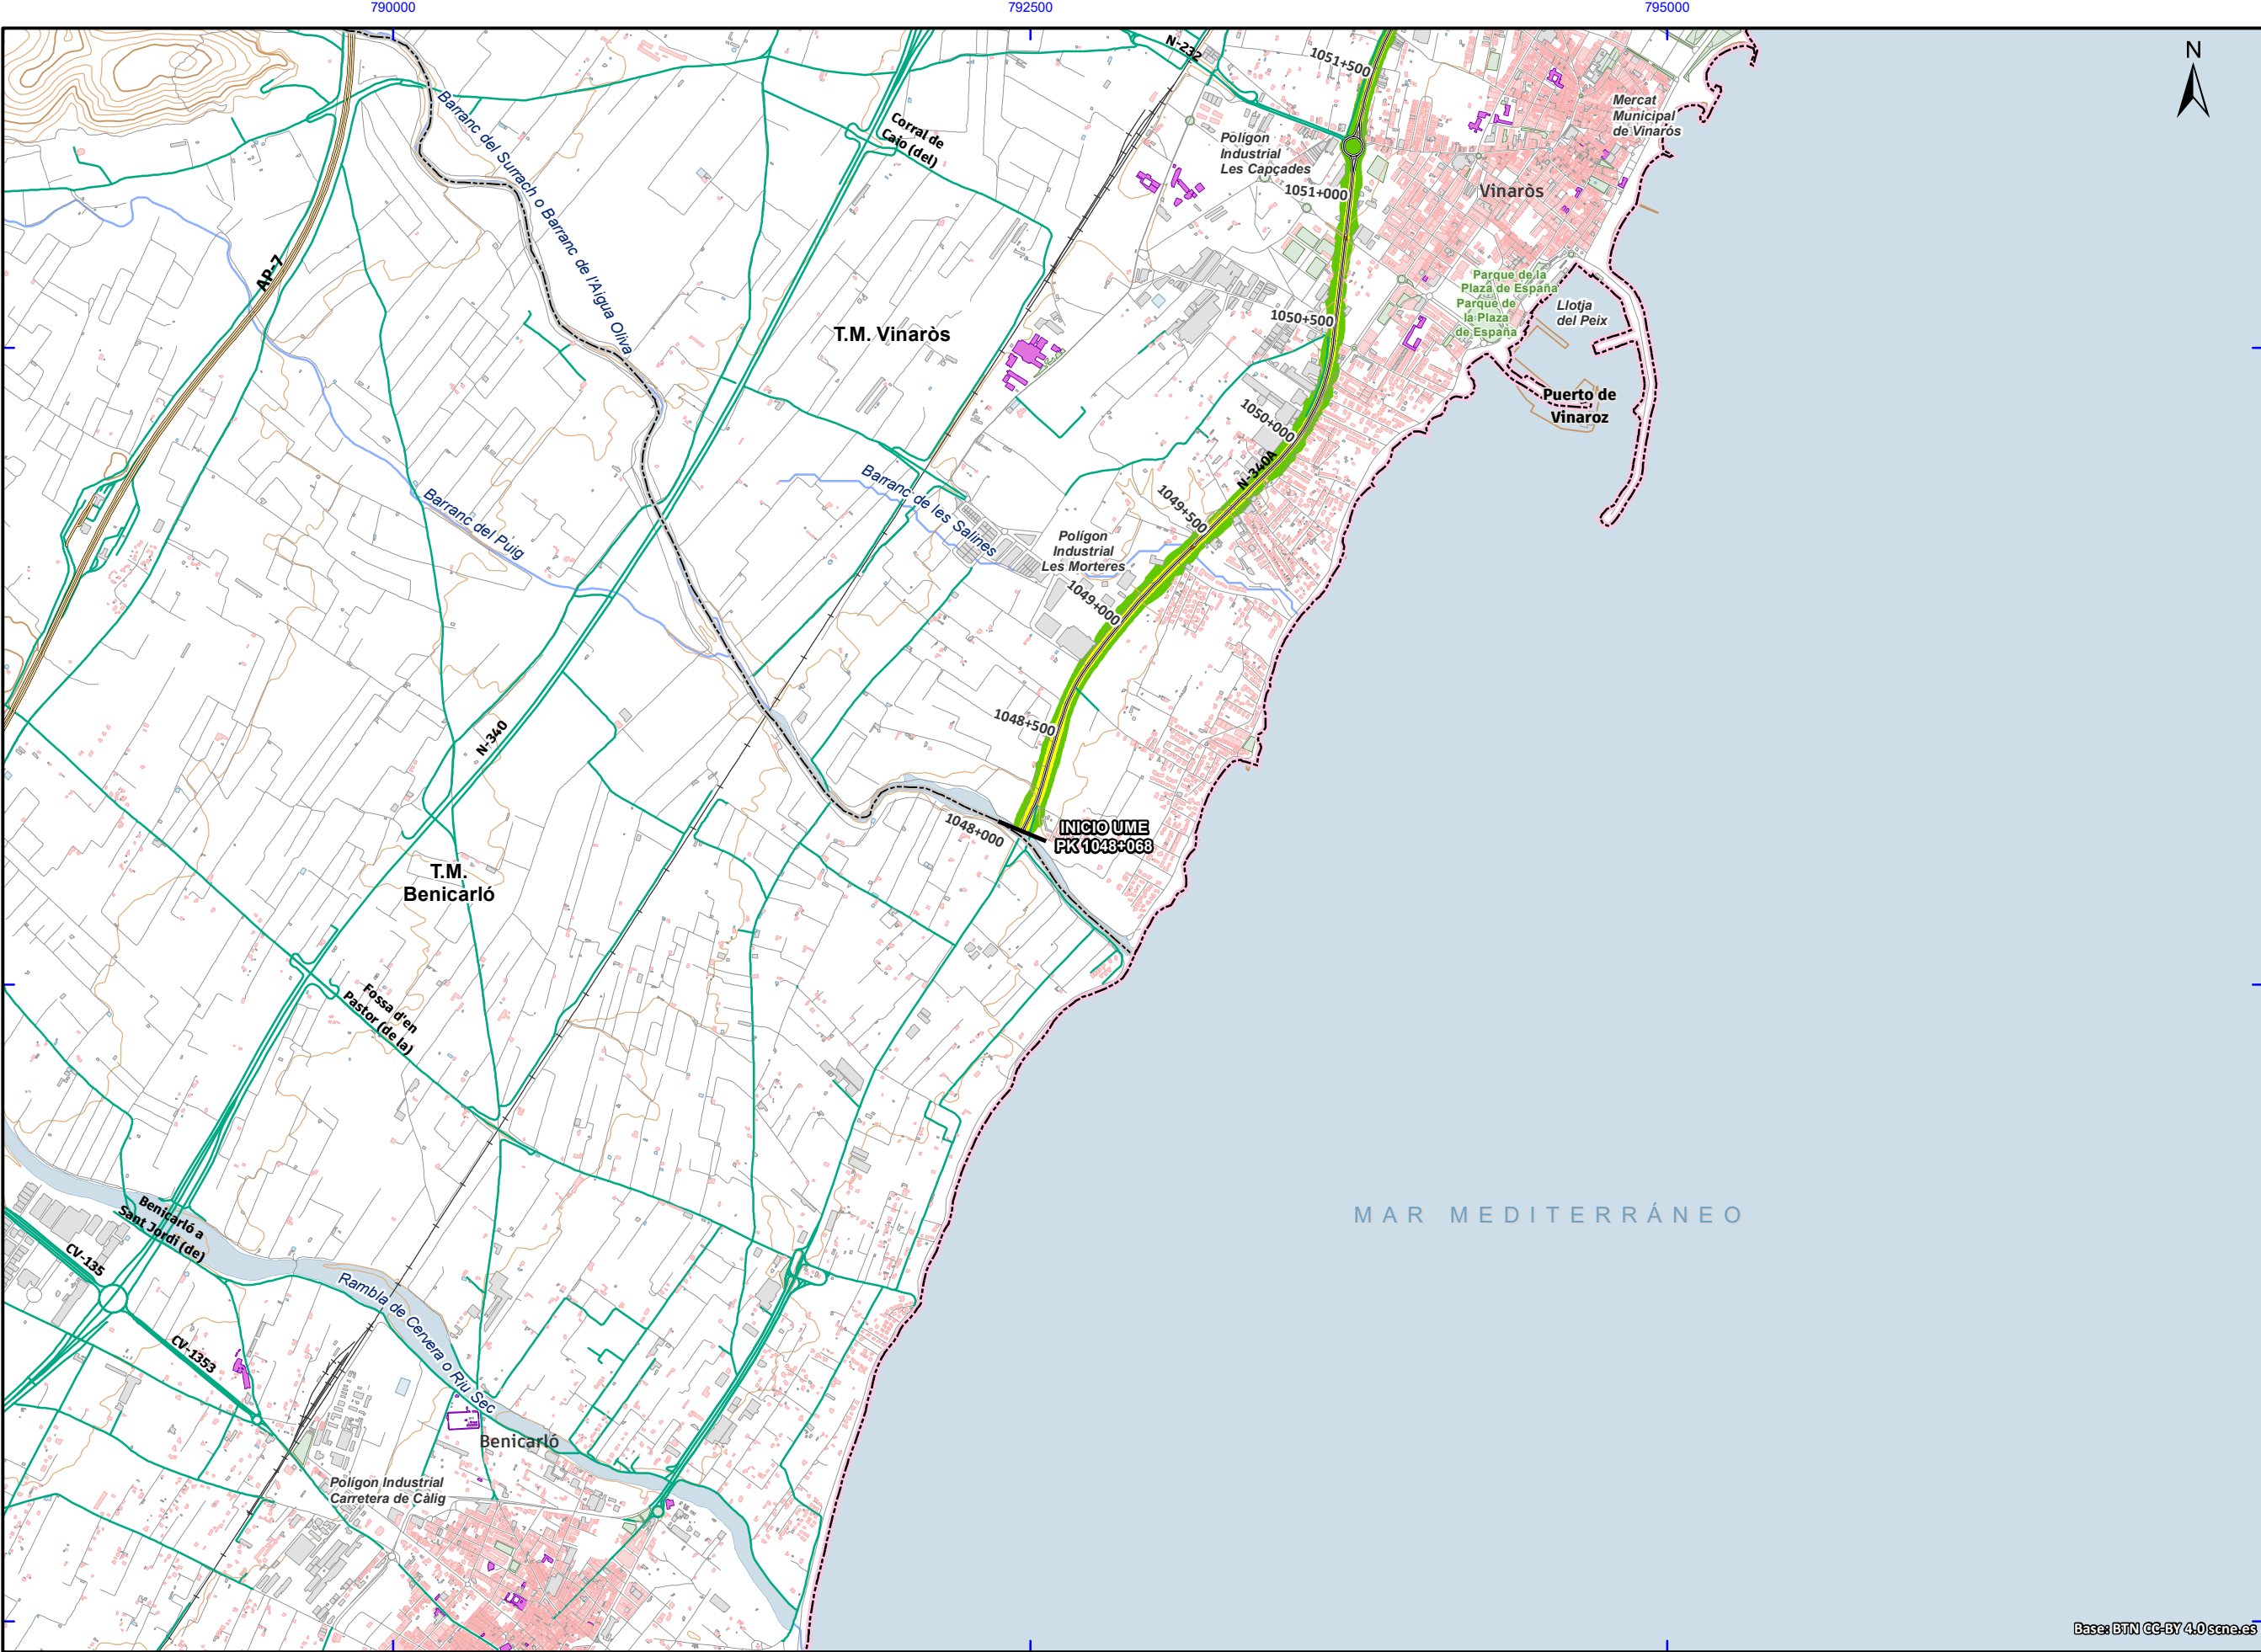 790000
792500
795000
N
N-232
1051+500
Mercat
Municipal
de Vinaròs
Corral de
Caio (del)
Polígon
Industrial
Les Capçades
1051+000
Vinaròs
Barranc del Surrach o Barranc de l'Aigua Oliva
AP-7
Parque de la
Plaza de España
Parque de
la Plaza
de España
Llotja
del Peix
1050+500
T.M. Vinaròs
Puerto de
Vinaroz
1050+000
N-340A
Barranc de les Salines
1049+500
Barranc del Puig
Polígon
Industrial
Les Morteres
1049+000
1048+500
N-340
1048+000
INICIO UME
PK 1048+068
T.M.
Benicarló
Fossa d'en
Pastor (de la)
Benicarló a
Sant Jordi (de)
MAR MEDITERRÁNEO
CV-135
Rambla de Cervera o Riu Sec
CV-1353
Benicarló
Polígon Industrial
Carretera de Càlig
Base: BTN CC-BY 4.0 scne.es